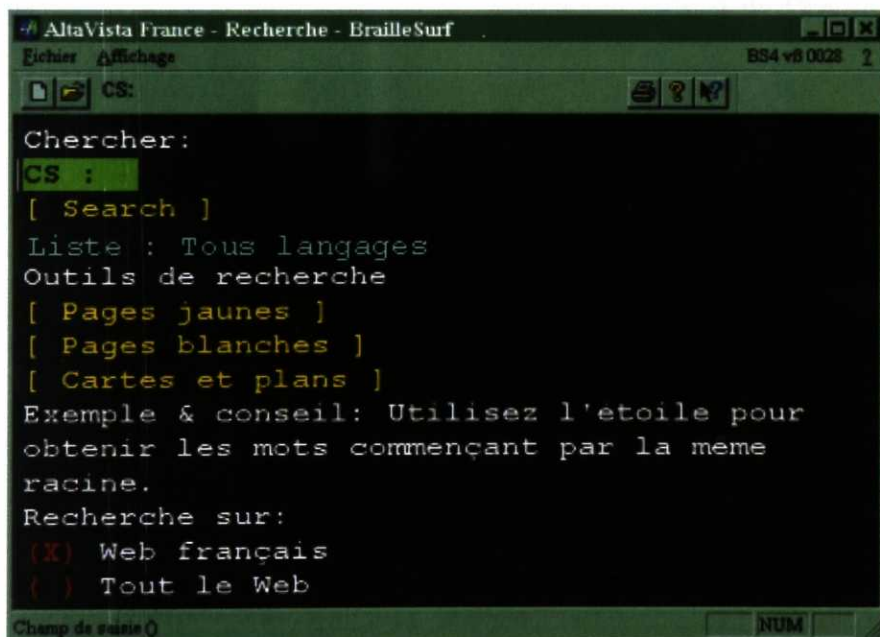 AltaVista France - Recherche - BrailleSurf
Fichier Affichage BS4 v6 0028 ?
CS:
Chercher:
CS :
[ Search ]
Liste : Tous langages
Outils de recherche
[ Pages jaunes ]
[ Pages blanches ]
[ Cartes et plans ]
Exemple & conseil: Utilisez l'etoile pour
obtenir les mots commençant par la meme
racine.
Recherche sur:
(X) Web français
( ) Tout le Web
Champ de saisie () NUM